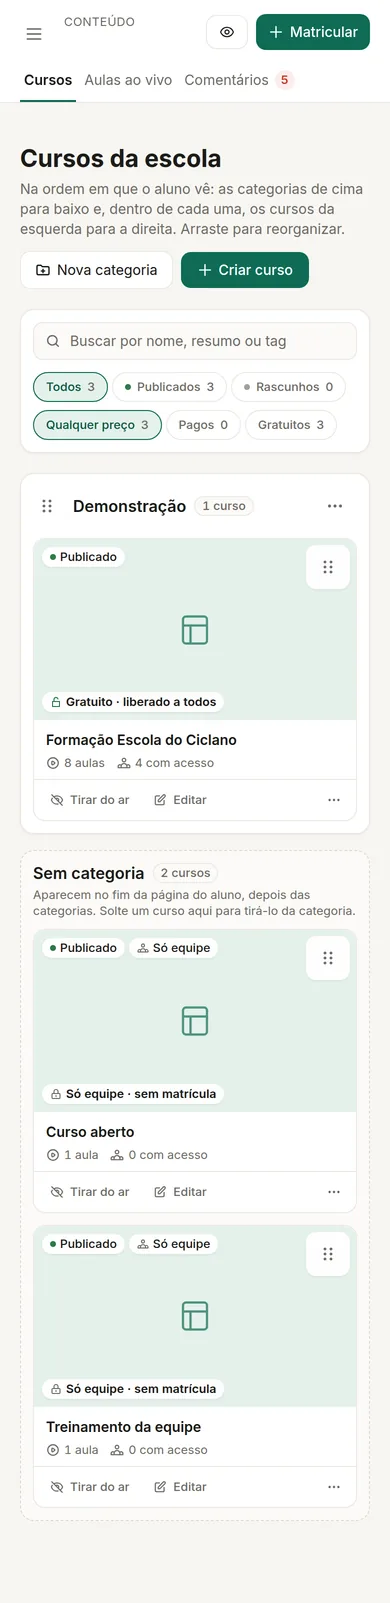 CONTEÚDO
Matricular
Cursos Aulas ao vivo Comentários 5
Cursos da escola
Na ordem em que o aluno vê: as categorias de cima
para baixo e, dentro de cada uma, os cursos da
esquerda para a direita. Arraste para reorganizar.
Nova categoria Criar curso
Buscar por nome, resumo ou tag
Todos 3 Publicados 3 Rascunhos 0
Qualquer preço 3 Pagos 0 Gratuitos 3
Demonstração 1 curso
Publicado
Gratuito · liberado a todos
Formação Escola do Ciclano
8 aulas 4 com acesso
Tirar do ar Editar
Sem categoria 2 cursos
Aparecem no fim da página do aluno, depois das
categorias. Solte um curso aqui para tirá-lo da categoria.
Publicado Só equipe
Só equipe · sem matrícula
Curso aberto
1 aula 0 com acesso
Tirar do ar Editar
Publicado Só equipe
Só equipe · sem matrícula
Treinamento da equipe
1 aula 0 com acesso
Tirar do ar Editar